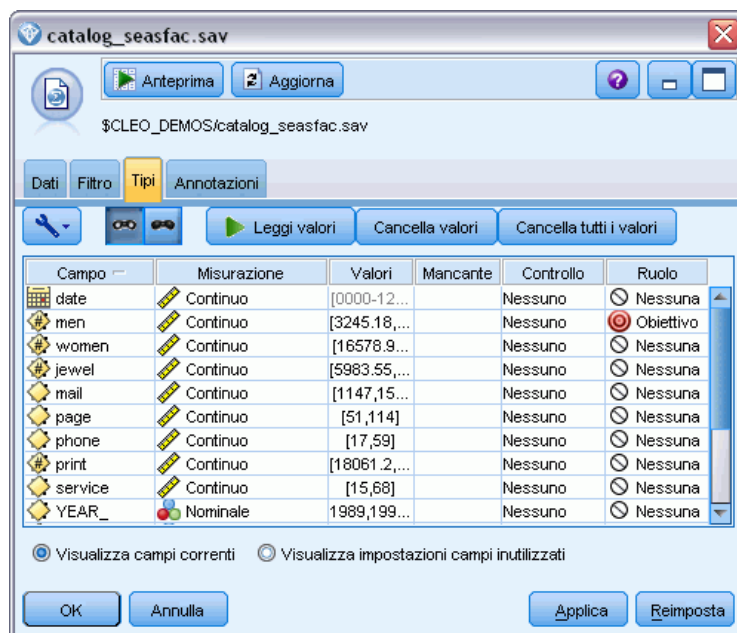 catalog_seasfac.sav
Anteprima Aggiorna
$CLEO_DEMOS/catalog_seasfac.sav
Dati Filtro Tipi Annotazioni
Leggi valori Cancella valori Cancella tutti i valori
Campo Misurazione Valori Mancante Controllo Ruolo
date Continuo [0000-12... Nessuno Nessuna
men Continuo [3245.18,... Nessuno Obiettivo
women Continuo [16578.9... Nessuno Nessuna
jewel Continuo [5983.55,... Nessuno Nessuna
mail Continuo [1147,15... Nessuno Nessuna
page Continuo [51,114] Nessuno Nessuna
phone Continuo [17,59] Nessuno Nessuna
print Continuo [18061.2,... Nessuno Nessuna
service Continuo [15,68] Nessuno Nessuna
YEAR_ Nominale 1989,199... Nessuno Nessuna
Visualizza campi correnti Visualizza impostazioni campi inutilizzati
OK Annulla Applica Reimposta